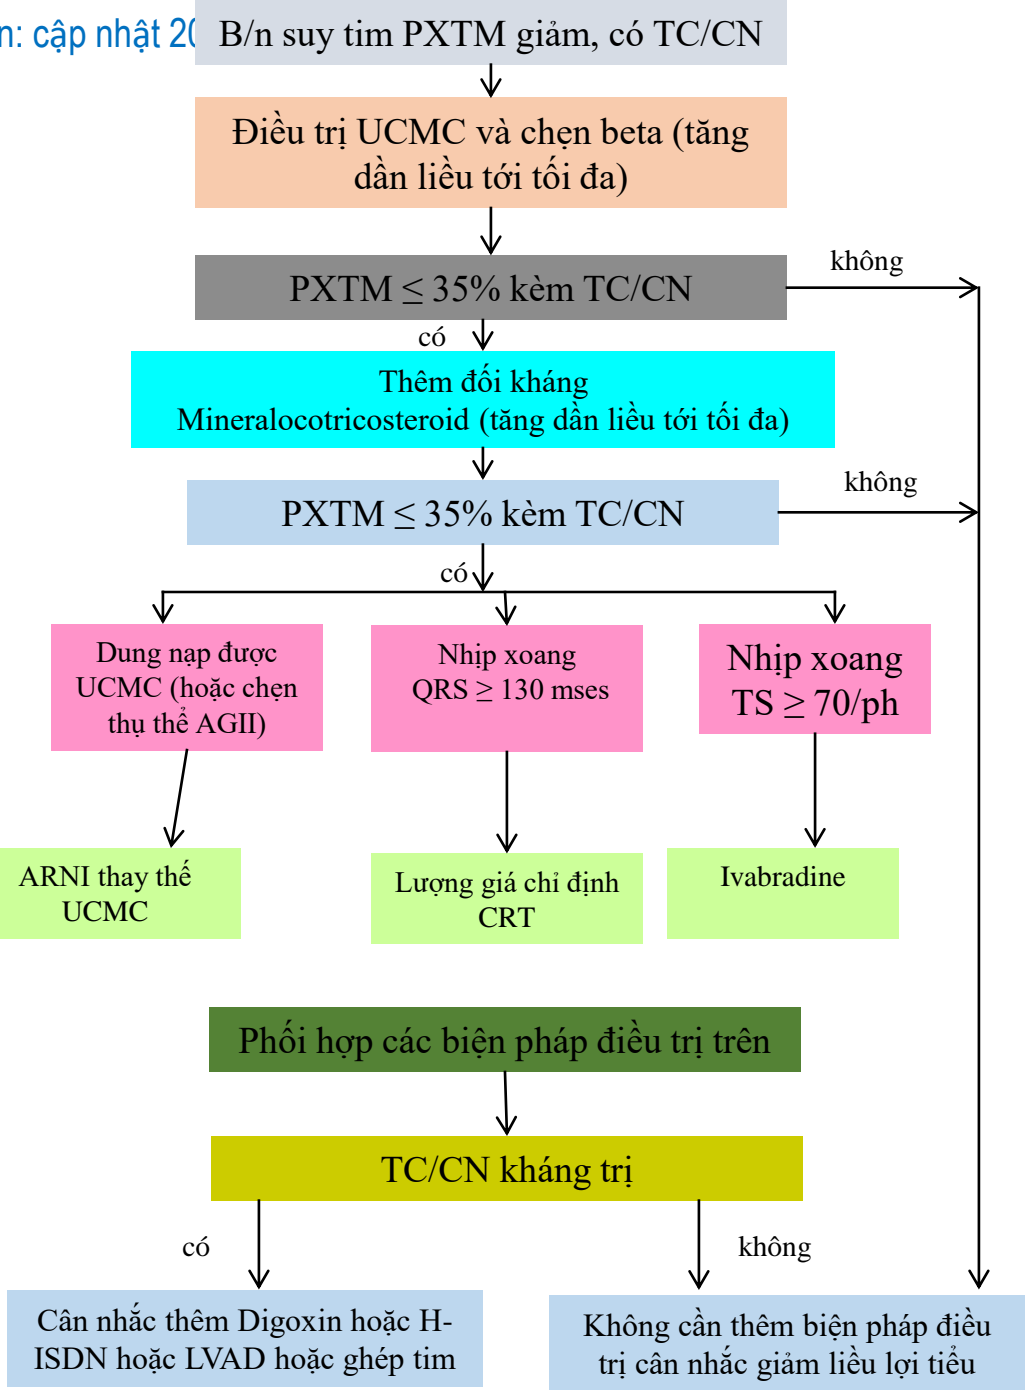 n: cập nhật 20
B/n suy tim PXTM giảm, có TC/CN
Điều trị UCMC và chẹn beta (tăng
dần liều tới tối đa)
không
PXTM ≤ 35% kèm TC/CN
có
Thêm đối kháng
Mineralocotricosteroid (tăng dần liều tới tối đa)
không
PXTM ≤ 35% kèm TC/CN
có
Dung nạp được
UCMC (hoặc chẹn
thụ thể AGII)
Nhịp xoang
QRS ≥ 130 mses
Nhịp xoang
TS ≥ 70/ph
ARNI thay thế
UCMC
Lượng giá chỉ định
CRT
Ivabradine
Phối hợp các biện pháp điều trị trên
TC/CN kháng trị
có
không
Cân nhắc thêm Digoxin hoặc H-
ISDN hoặc LVAD hoặc ghép tim
Không cần thêm biện pháp điều
trị cân nhắc giảm liều lợi tiểu